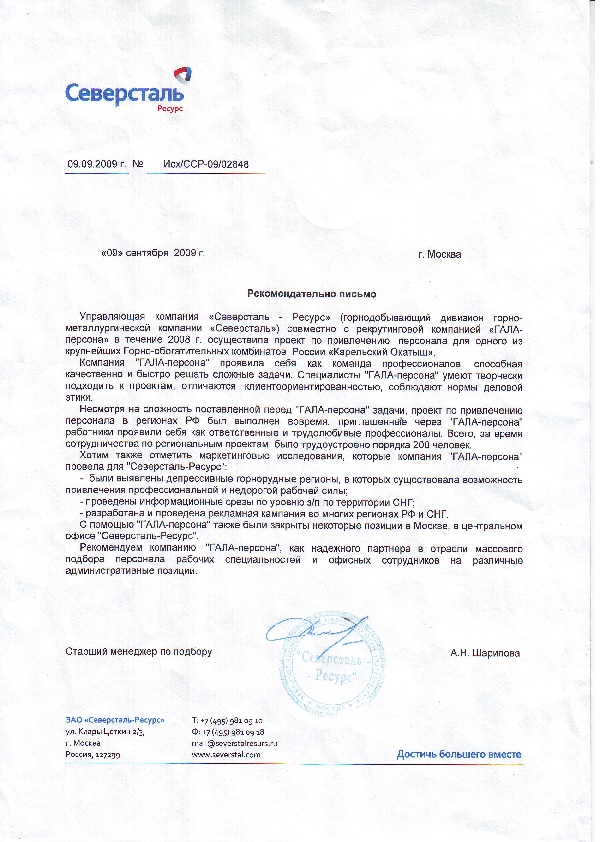 Северсталь
Ресурс
09.09.2009 г. № Исх/ССР-09/02848
«09» сентября 2009 г.
г. Москва
Рекомендательно письмо
Управляющая компания «Северсталь - Ресурс» (горнодобывающий дивизион горно-
металлургической компании «Северсталь») совместно с рекрутинговой компанией «ГАЛА-
персона» в течение 2008 г. осуществила проект по привлечению персонала для одного из
крупнейших Горно-обогатительных комбинатов России «Карельский Окатыш».
Компания "ГАЛА-персона" проявила себя как команда профессионалов, способная
качественно и быстро решать сложные задачи. Специалисты "ГАЛА-персона" умеют творчески
подходить к проектам, отличаются клиентоориентированностью, соблюдают нормы деловой
этики.
Несмотря на сложность поставленной перед "ГАЛА-персона" задачи, проект по привлечению
персонала в регионах РФ был выполнен вовремя, приглашенные через "ГАЛА-персона"
работники проявили себя как ответственные и трудолюбивые профессионалы. Всего, за время
сотрудничества по региональным проектам было трудоустроено порядка 200 человек.
Хотим также отметить маркетинговые исследования, которые компания "ГАЛА-персона"
провела для "Северсталь-Ресурс":
- были выявлены депрессивные горнорудные регионы, в которых существовала возможность
привлечения профессиональной и недорогой рабочей силы;
- проведены информационные срезы по уровню з/п по территории СНГ;
- разработана и проведена рекламная кампания во многих регионах РФ и СНГ.
С помощью "ГАЛА-персона" также были закрыты некоторые позиции в Москве, в центральном
офисе "Северсталь-Ресурс".
Рекомендуем компанию "ГАЛА-персона", как надежного партнера в отрасли массового
подбора персонала рабочих специальностей и офисных сотрудников на различные
административные позиции.
Старший менеджер по подбору
А.Н. Шарипова
"Северсталь -
Ресурс"
ЗАО «Северсталь-Ресурс»
ул. Клары Цеткин 2/3,
г. Москва
Россия, 127299
Т: +7 (495) 981 09 10
Ф: +7 (495) 981 09 18
mail@severstalresurs.ru
www.severstal.com
Достичь большего вместе